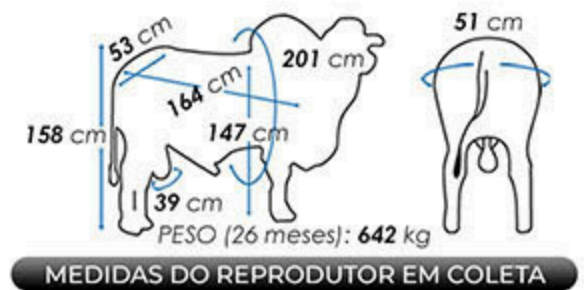 53 cm
51 cm
201 cm
164 cm
158 cm
147 cm
39 cm
PESO (26 meses): 642 kg
MEDIDAS DO REPRODUTOR EM COLETA